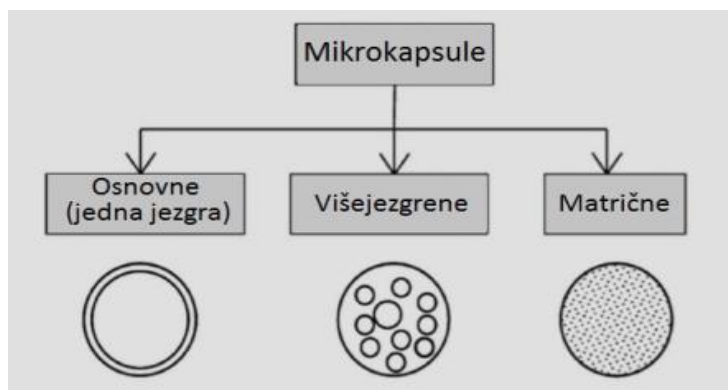 Mikrokapsule
Osnovne
(jedna jezgra)
Višejezgrene
Matrične